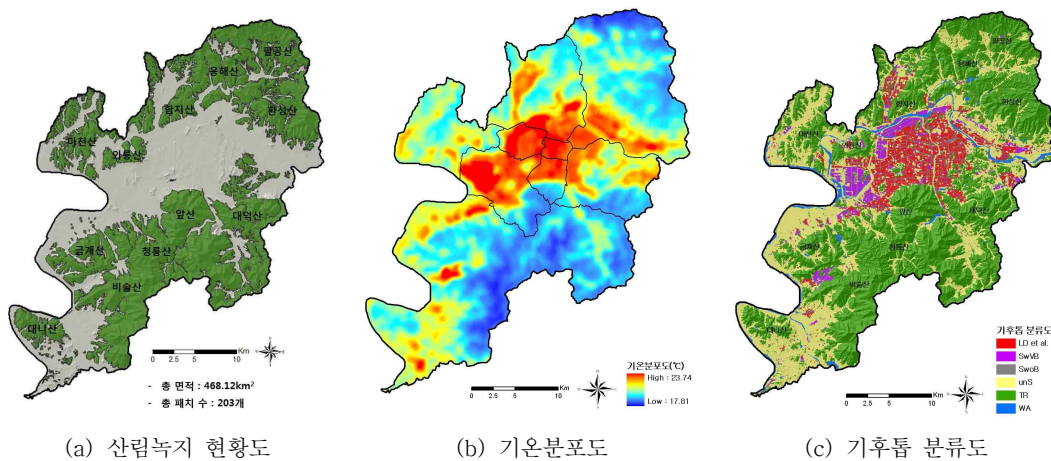 팔공산
응해산
환성산
함지산
마천산
와룡산
앞산
대덕산
금계산
청룡산
비슬산
대니산
0 2.5 5 10 Km
- 총 면적 : 468.12km²
- 총 패치 수 : 203개
(a) 산림녹지 현황도
0 2.5 5 10 Km
기온분포도(℃)
High : 23.74
Low : 17.81
(b) 기온분포도
비슬산
0 2.5 5 10 Km
기후톱 분류도
LD et al.
SwVB
SwoB
unS
TR
WA
(c) 기후톱 분류도